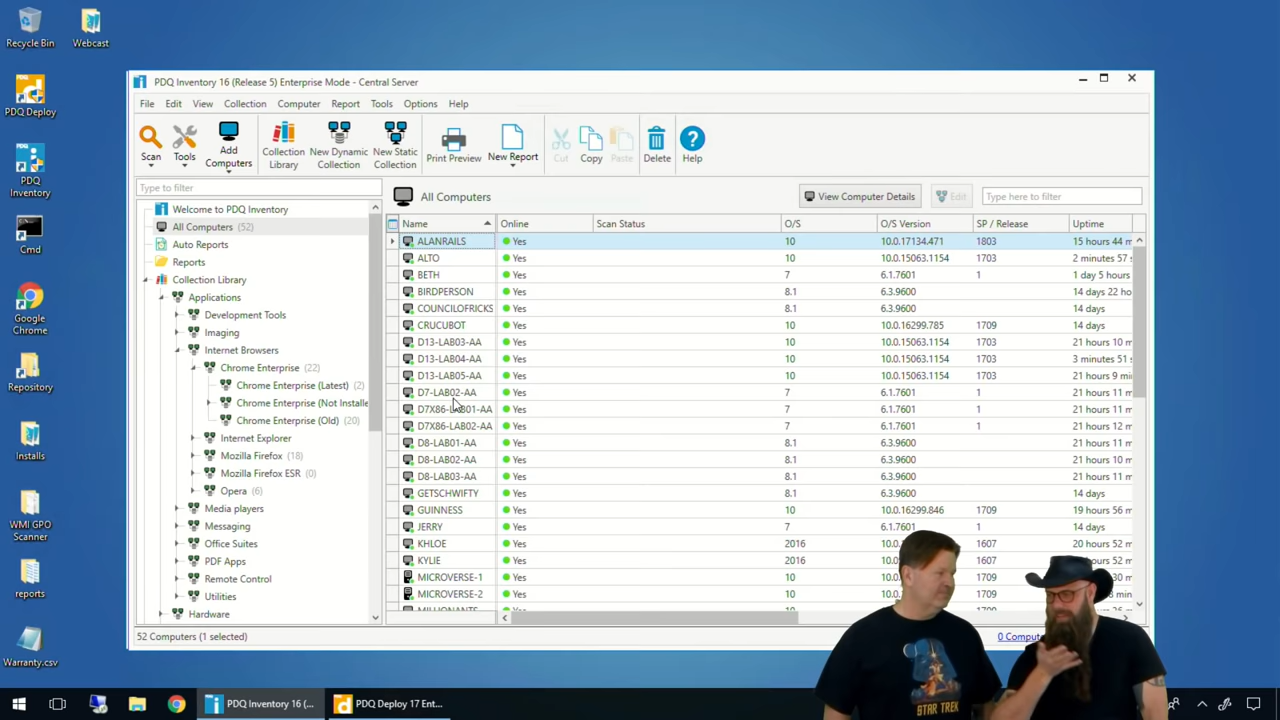 Recycle Bin
Webcast
PDQ Deploy
PDQ Inventory
Cmd
Google Chrome
Repository
Installs
WMI GPO Scanner
reports
Warranty.csv
PDQ Inventory 16 (Release 5) Enterprise Mode - Central Server
File Edit View Collection Computer Report Tools Options Help
Scan Tools Add Computers Collection Library New Dynamic Collection New Static Collection Print Preview New Report Cut Copy Paste Delete Help
Type to filter
Welcome to PDQ Inventory
All Computers (52)
Auto Reports
Reports
Collection Library
Applications
Development Tools
Imaging
Internet Browsers
Chrome Enterprise (22)
Chrome Enterprise (Latest) (2)
Chrome Enterprise (Not Installe
Chrome Enterprise (Old) (20)
Internet Explorer
Mozilla Firefox (18)
Mozilla Firefox ESR (0)
Opera (6)
Media players
Messaging
Office Suites
PDF Apps
Remote Control
Utilities
Hardware
All Computers View Computer Details Edit Type here to filter
Name Online Scan Status O/S O/S Version SP / Release Uptime
ALANRAILS Yes 10 10.0.17134.471 1803 15 hours 44 m
ALTO Yes 10 10.0.15063.1154 1703 2 minutes 57 s
BETH Yes 7 6.1.7601 1 1 day 5 hours
BIRDPERSON Yes 8.1 6.3.9600 14 days 22 ho
COUNCILOFRICKS Yes 8.1 6.3.9600 14 days
CRUCUBOT Yes 10 10.0.16299.785 1709 14 days
D13-LAB03-AA Yes 10 10.0.15063.1154 1703 21 hours 10 m
D13-LAB04-AA Yes 10 10.0.15063.1154 1703 3 minutes 51 s
D13-LAB05-AA Yes 10 10.0.15063.1154 1703 21 hours 9 mi
D7-LAB02-AA Yes 7 6.1.7601 1 21 hours 11 m
D7X86-LAB01-AA Yes 7 6.1.7601 1 21 hours 11 m
D7X86-LAB02-AA Yes 7 6.1.7601 1 21 hours 12 m
D8-LAB01-AA Yes 8.1 6.3.9600 21 hours 11 m
D8-LAB02-AA Yes 8.1 6.3.9600 21 hours 10 m
D8-LAB03-AA Yes 8.1 6.3.9600 21 hours 11 m
GETSCHWIFTY Yes 8.1 6.3.9600 14 days
GUINNESS Yes 10 10.0.16299.846 1709 19 hours 56 m
JERRY Yes 7 6.1.7601 1 14 days
KHLOE Yes 2016 10.0. 1607 20 hours 52 m
KYLIE Yes 2016 10.0. 1607 hours 52 m
MICROVERSE-1 Yes 10 10.0. 1709
MICROVERSE-2 Yes 10 10.0 1709
Yes 10 10.0 1709
52 Computers (1 selected)
0 Compute
STAR TREK
PDQ Inventory 16 (...
PDQ Deploy 17 Ent...